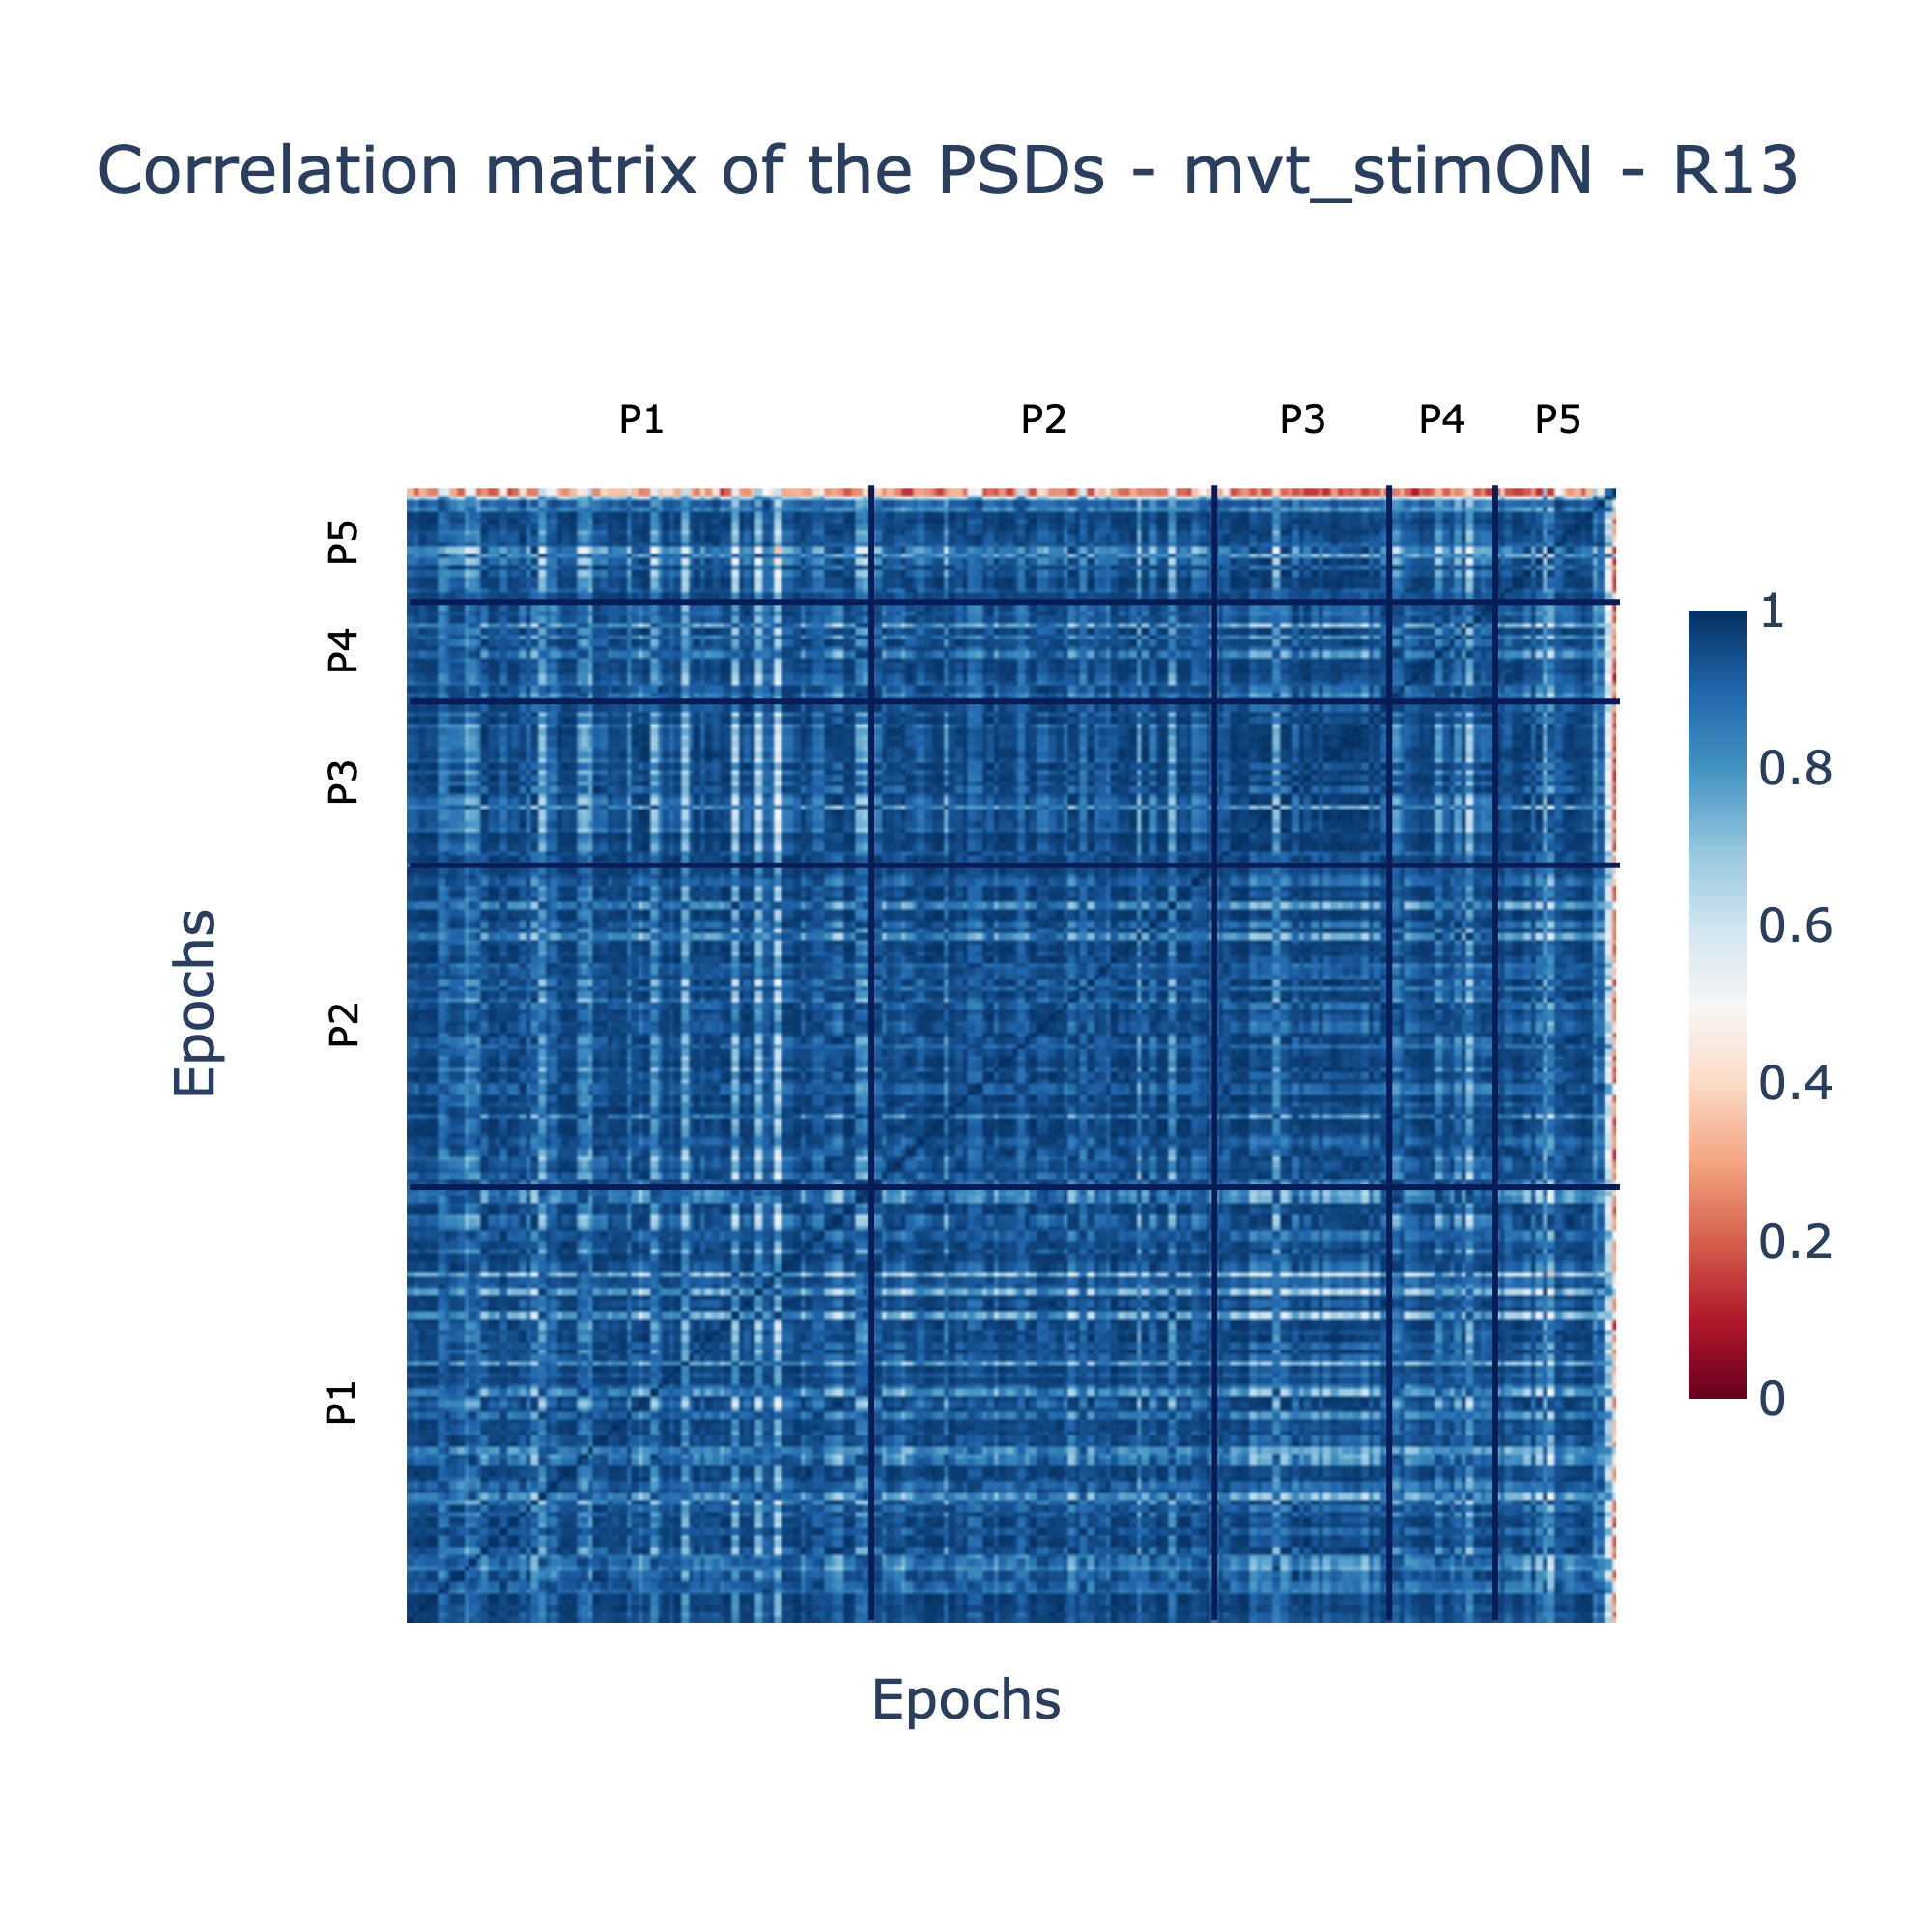 Correlation matrix of the PSDs - mvt_stimON - R13
P1 P2 P3 P4 P5
P5
P4
P3
P2
P1
Epochs
Epochs
1
0.8
0.6
0.4
0.2
0